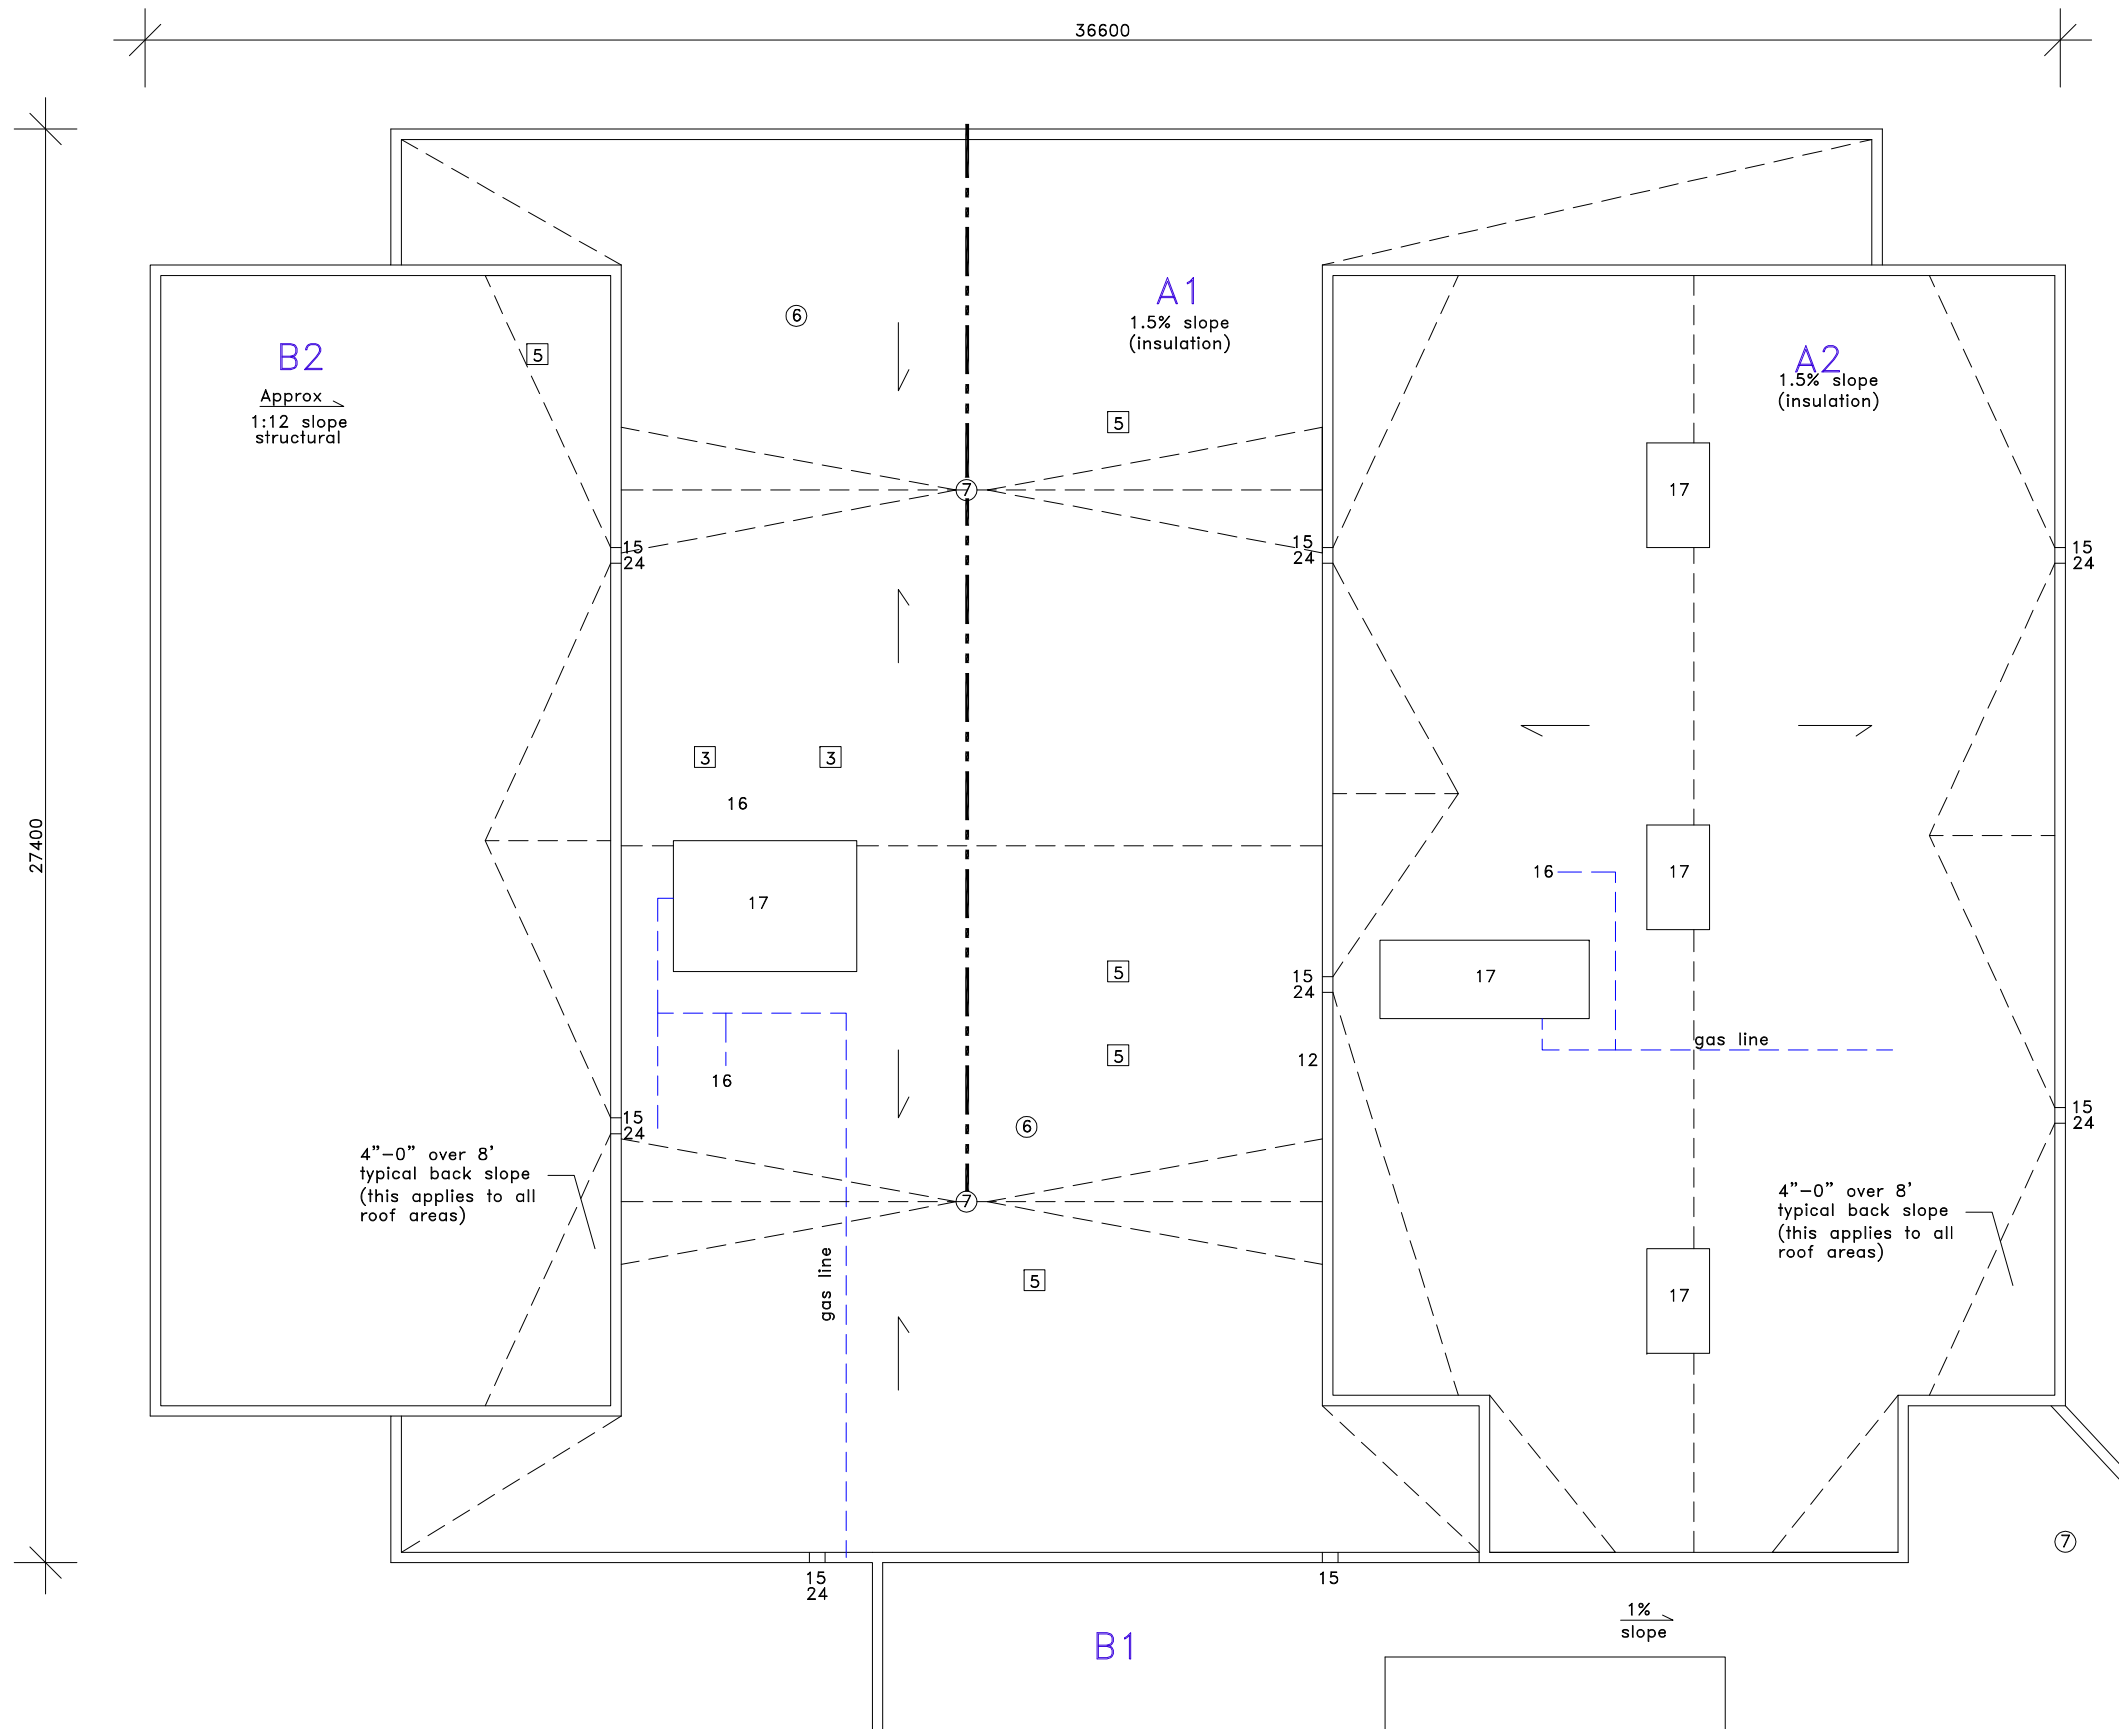 36600
27400
A1
1.5% slope
(insulation)
6
B2
Approx
1:12 slope
structural
5
A2
1.5% slope
(insulation)
5
7
17
15
24
15
24
15
24
3
3
16
17
16
17
5
15
24
17
gas line
5
12
16
6
15
24
15
24
4”–0” over 8’
typical back slope
(this applies to all
roof areas)
7
4”–0” over 8’
typical back slope
(this applies to all
roof areas)
gas line
5
17
7
15
24
15
1%
slope
B1